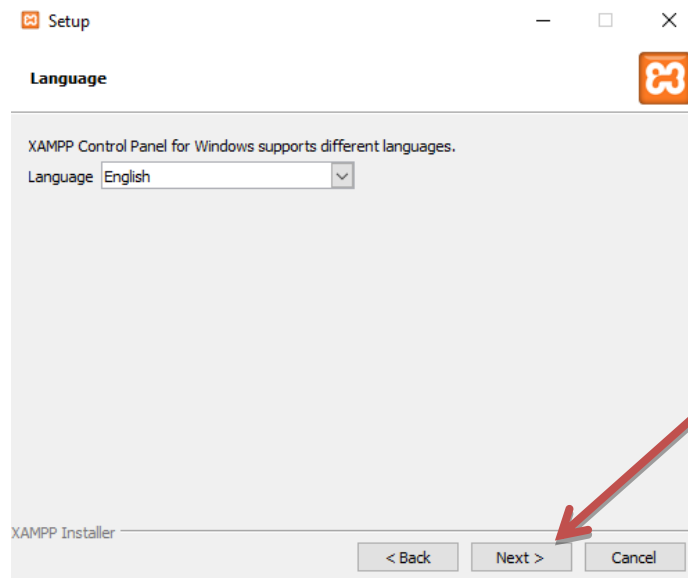 Setup
Language
XAMPP Control Panel for Windows supports different languages.
Language English
XAMPP Installer
< Back Next > Cancel